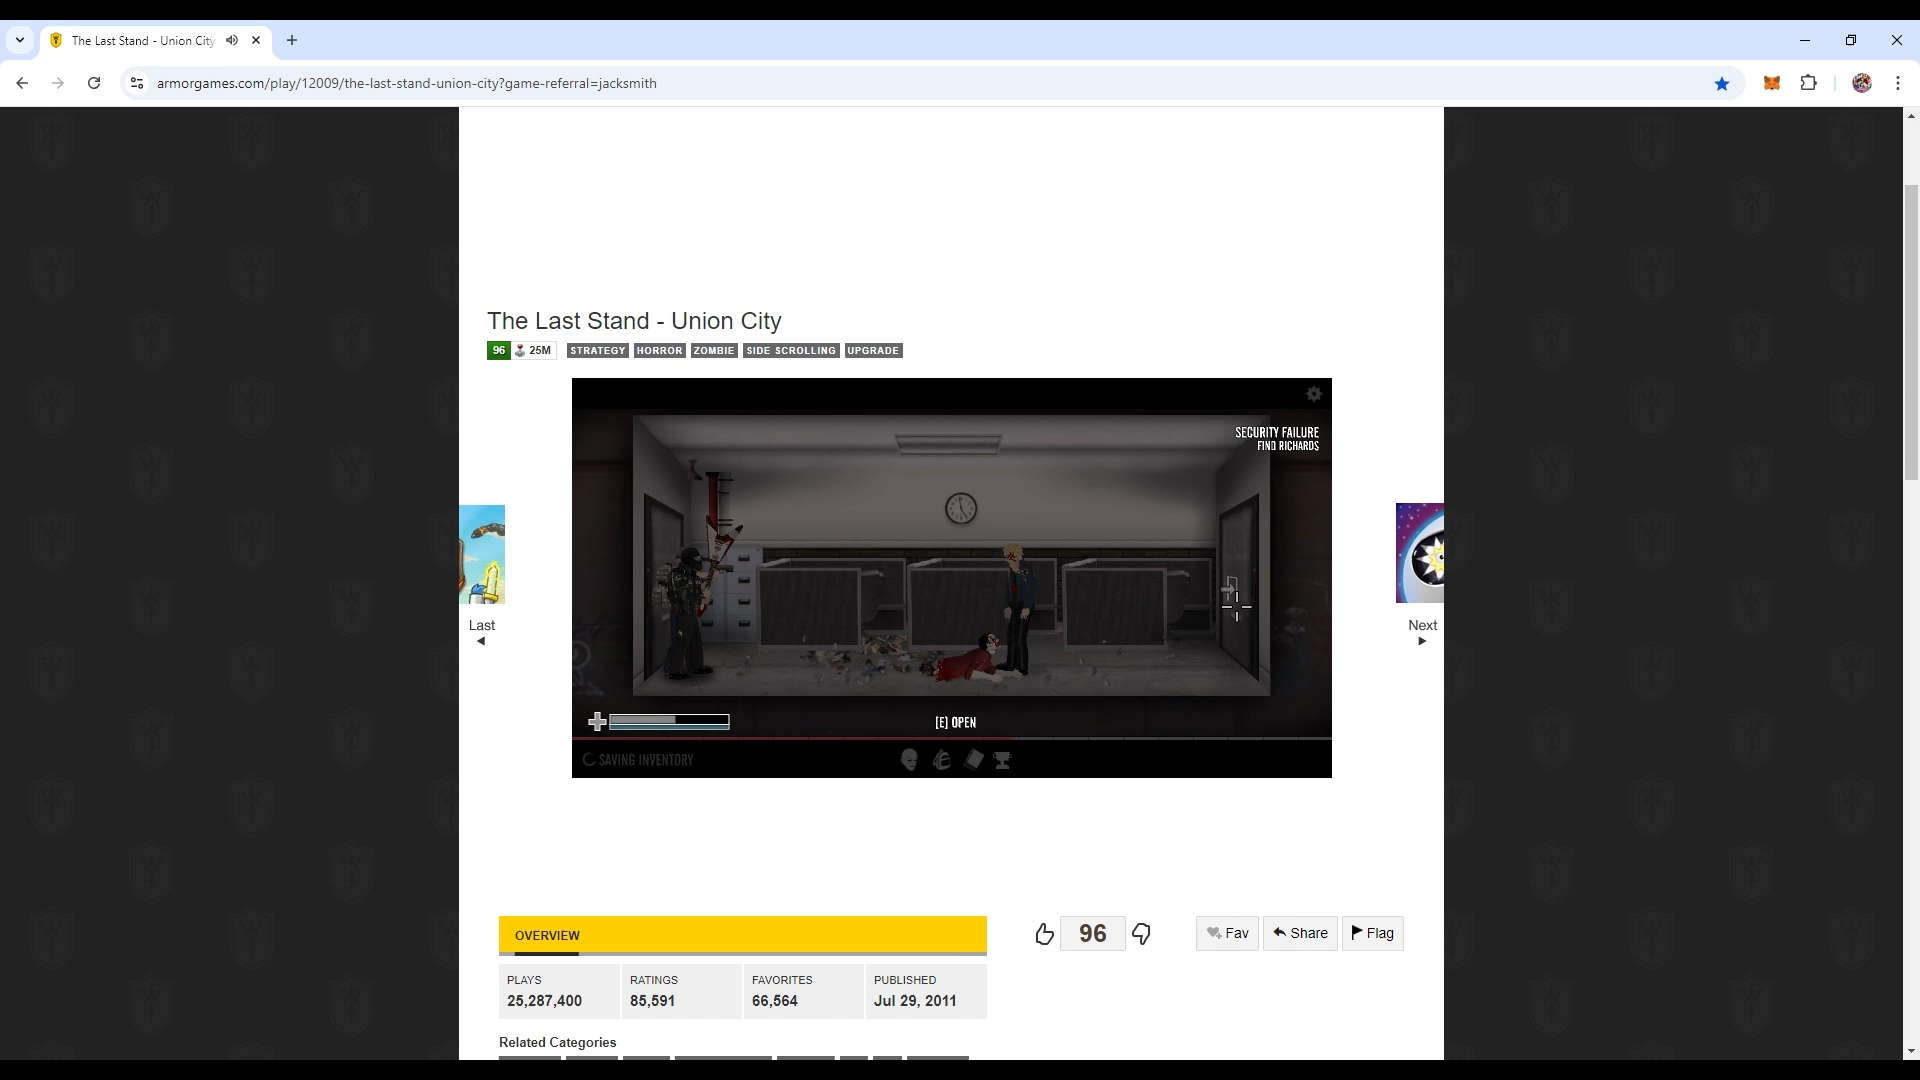 The Last Stand - Union City
armorgames.com/play/12009/the-last-stand-union-city?game-referral=jacksmith
The Last Stand - Union City
96 25M STRATEGY HORROR ZOMBIE SIDE SCROLLING UPGRADE
SECURITY FAILURE
FIND RICHARDS
Last
Next
[E] OPEN
SAVING INVENTORY
OVERVIEW
96
Fav
Share
Flag
PLAYS RATINGS FAVORITES PUBLISHED
25,287,400 85,591 66,564 Jul 29, 2011
Related Categories